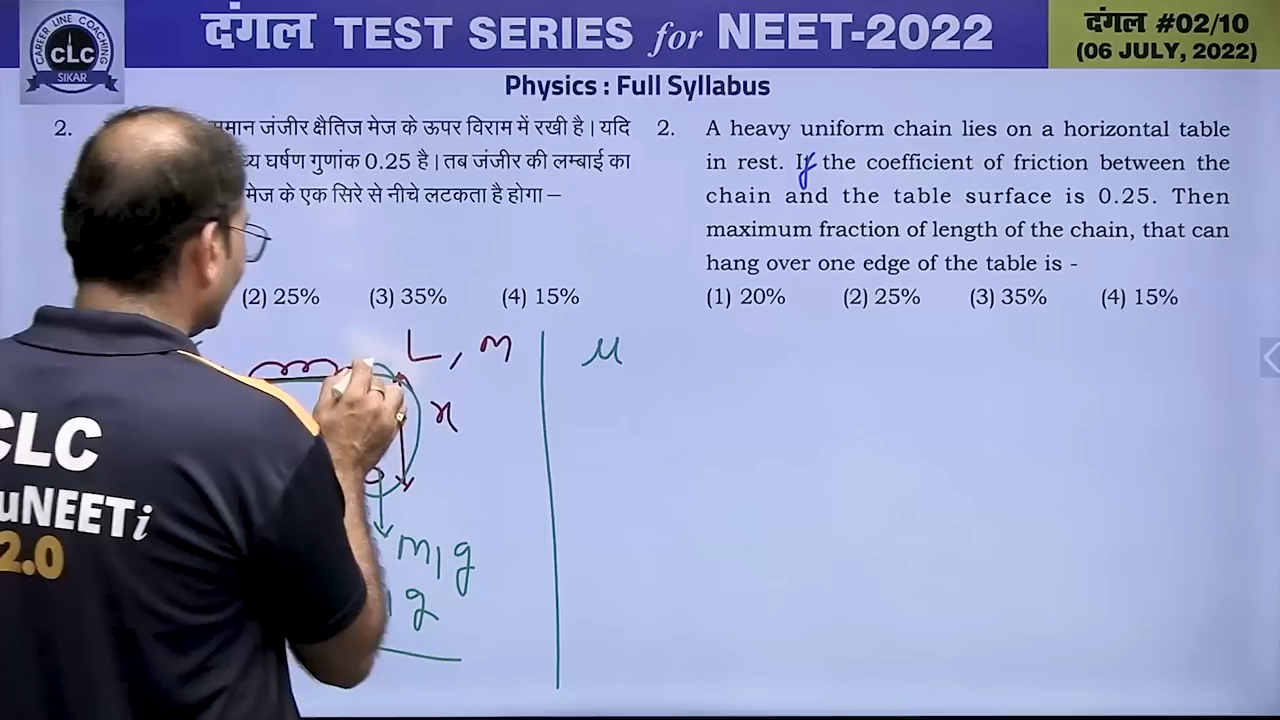 CAREER LINE COACHING
CLC
SIKAR
दंगल TEST SERIES for NEET-2022
दंगल #02/10
(06 JULY, 2022)
Physics : Full Syllabus
2. समान जंजीर क्षैतिज मेज के ऊपर विराम में रखी है। यदि
घर्षण गुणांक 0.25 है। तब जंजीर की लम्बाई का
मेज के एक सिरे से नीचे लटकता है होगा –
(2) 25% (3) 35% (4) 15%
2. A heavy uniform chain lies on a horizontal table
in rest. If the coefficient of friction between the
chain and the table surface is 0.25. Then
maximum fraction of length of the chain, that can
hang over one edge of the table is -
(1) 20% (2) 25% (3) 35% (4) 15%
L, m
μ
x
m1g
g
CLC
uNEETi
2.0